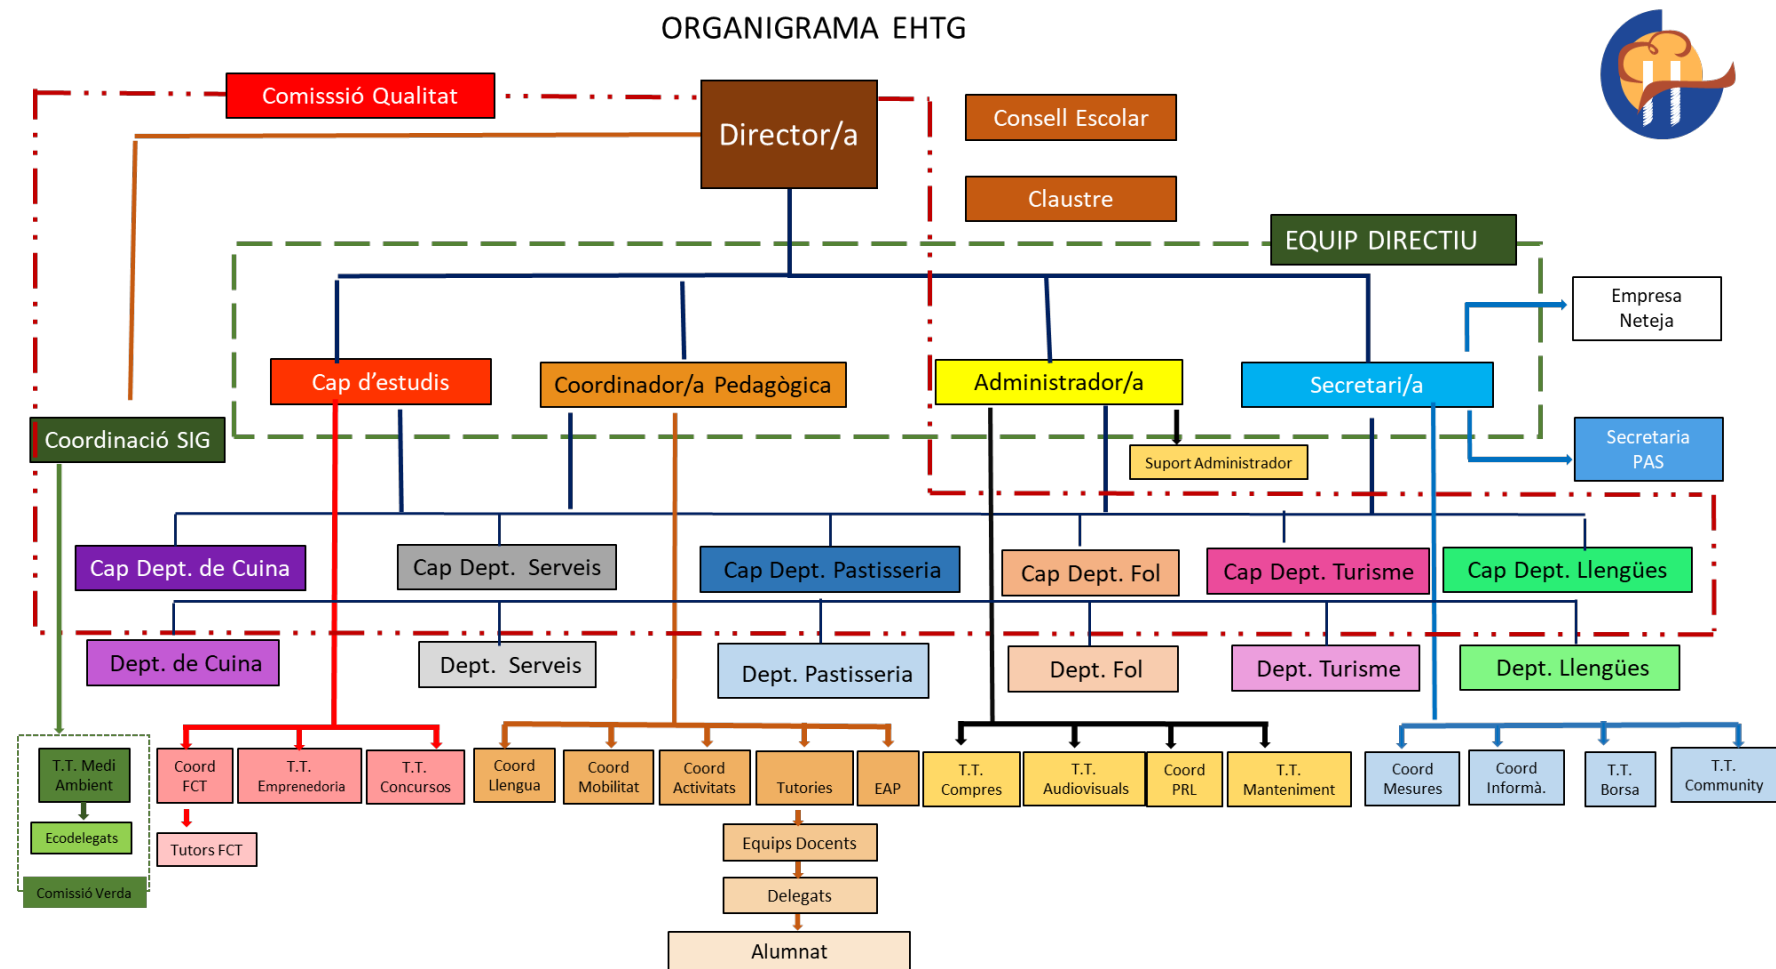 ORGANIGRAMA EHTG
Comisssió Qualitat
Director/a
Consell Escolar
Claustre
EQUIP DIRECTIU
Empresa
Neteja
Cap d'estudis
Coordinador/a Pedagògica
Administrador/a
Secretari/a
Coordinació SIG
Suport Administrador
Secretaria
PAS
Cap Dept. de Cuina
Cap Dept. Serveis
Cap Dept. Pastisseria
Cap Dept. Fol
Cap Dept. Turisme
Cap Dept. Llengües
Dept. de Cuina
Dept. Serveis
Dept. Pastisseria
Dept. Fol
Dept. Turisme
Dept. Llengües
T.T. Medi
Ambient
Coord
FCT
T.T.
Emprenedoria
T.T.
Concursos
Coord
Llengua
Coord
Mobilitat
Coord
Activitats
Tutories
EAP
T.T.
Compres
T.T.
Audiovisuals
Coord
PRL
T.T.
Manteniment
Coord
Mesures
Coord
Informà.
T.T.
Borsa
T.T.
Community
Ecodelegats
Tutors FCT
Equips Docents
Comissió Verda
Delegats
Alumnat